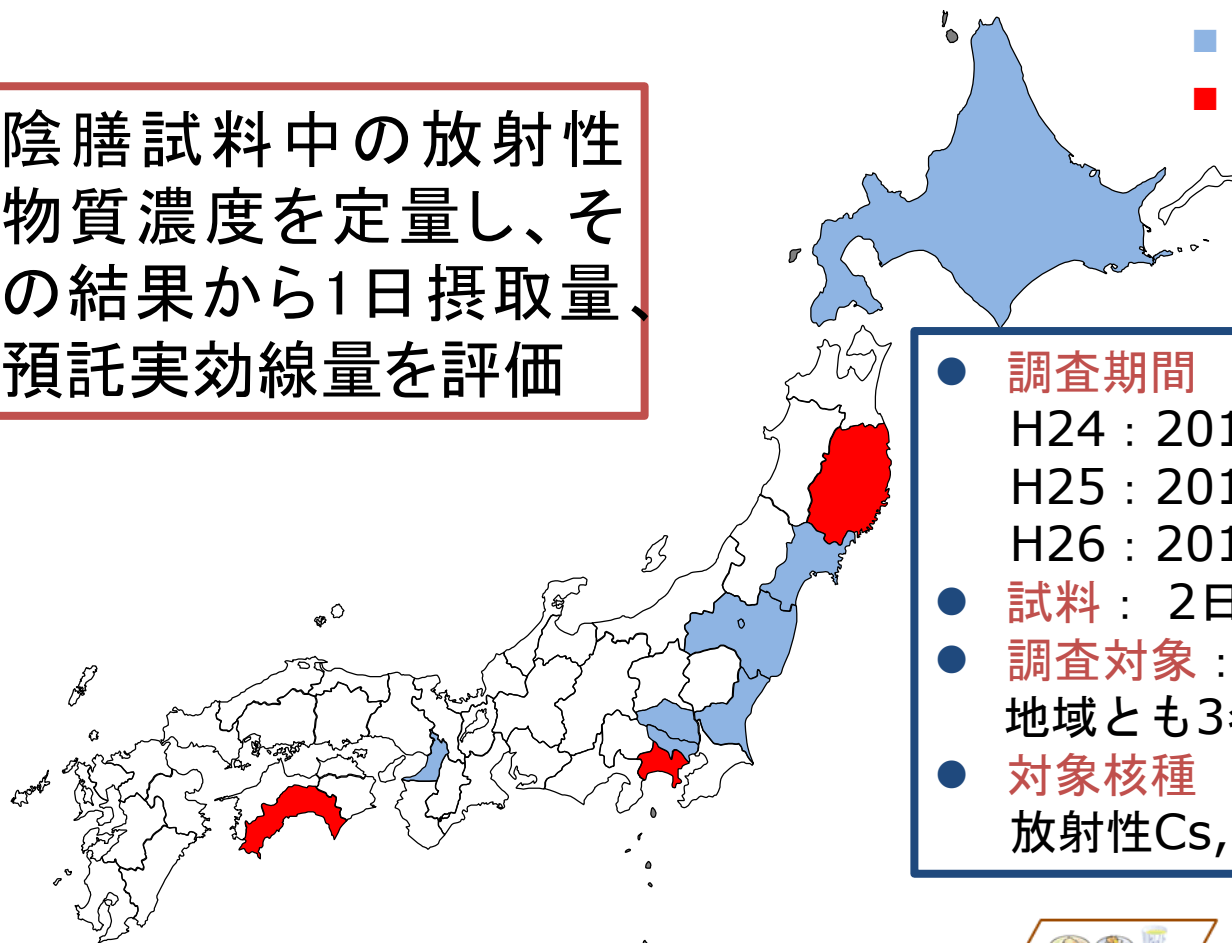 陰膳試料中の放射性
物質濃度を定量し、そ
の結果から1日摂取量、
預託実効線量を評価
● 調査期間
H24：201
H25：201
H26：201
● 試料： 2日
● 調査対象：
地域とも3
● 対象核種
放射性Cs,